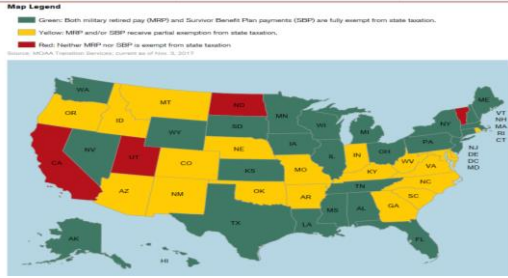 Map Legend
Green: Both military retired pay (MRP) and Survivor Benefit Plan payments (SBP) are fully exempt from state taxation.
Yellow: MRP and/or SBP receive partial exemption from state taxation.
Red: Neither MRP nor SBP is exempt from state taxation
Source: MOAA Transition Services; current as of Nov. 3, 2017
WA
MT
ND
MN
ME
OR
ID
WY
SD
WI
MI
NY
VT
NH
MA
RI
CT
NV
UT
CO
NE
IA
IL
IN
OH
PA
NJ
DE
DC
MD
CA
KS
MO
KY
WV
VA
AZ
NM
OK
AR
TN
NC
SC
TX
LA
MS
AL
GA
FL
AK
HI